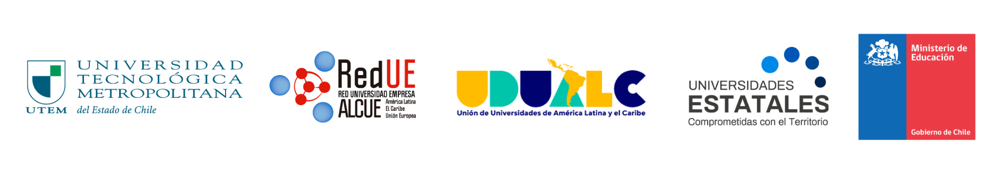 UTEM
UNIVERSIDAD
TECNOLÓGICA
METROPOLITANA
del Estado de Chile
RedUE
RED UNIVERSIDAD EMPRESA
ALCUE
América Latina
El Caribe
Unión Europea
UDUALC
Unión de Universidades de América Latina y el Caribe
UNIVERSIDADES
ESTATALES
Comprometidas con el Territorio
Ministerio de
Educación
Gobierno de Chile